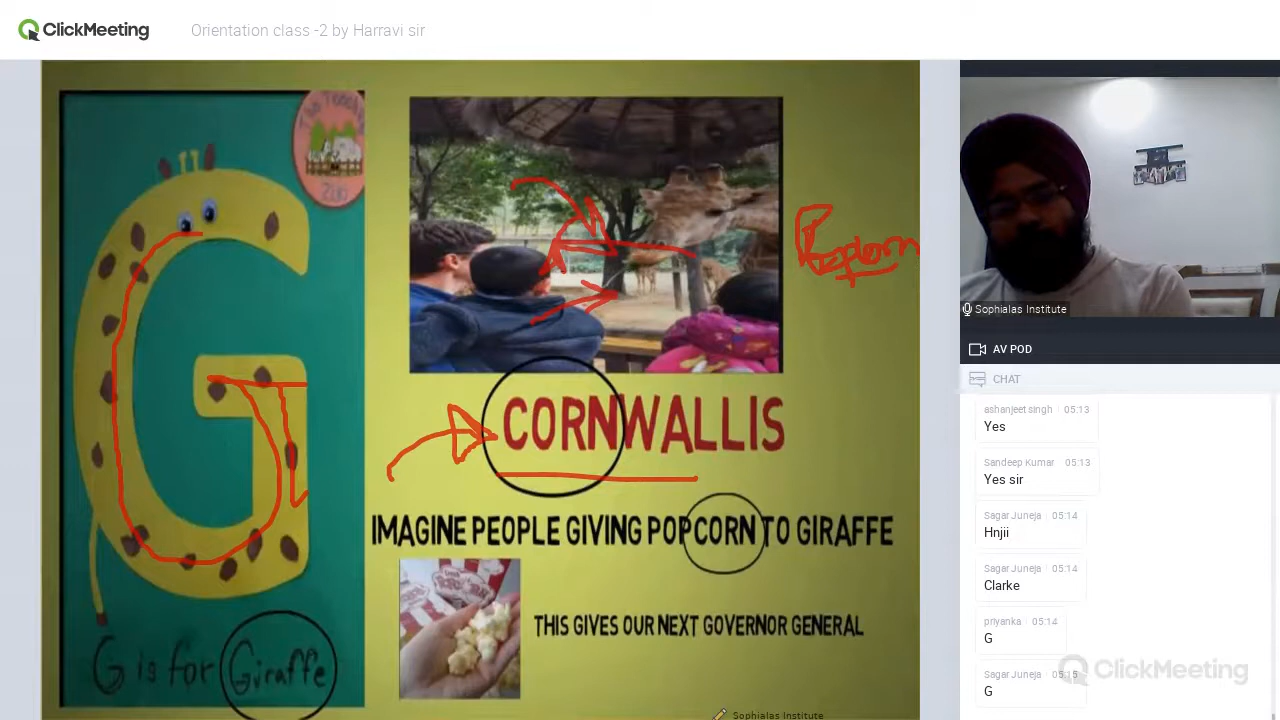 ClickMeeting
Orientation class -2 by Harravi sir
CORNWALLIS
IMAGINE PEOPLE GIVING POPCORN TO GIRAFFE
THIS GIVES OUR NEXT GOVERNOR GENERAL
G is for Giraffe
Sophialas Institute
Sophialas Institute
AV POD
CHAT
ashanjeet singh 05:13
Yes
Sandeep Kumar 05:13
Yes sir
Sagar Juneja 05:14
Hnjii
Sagar Juneja 05:14
Clarke
priyanka 05:14
G
Sagar Juneja 05:15
G
ClickMeeting